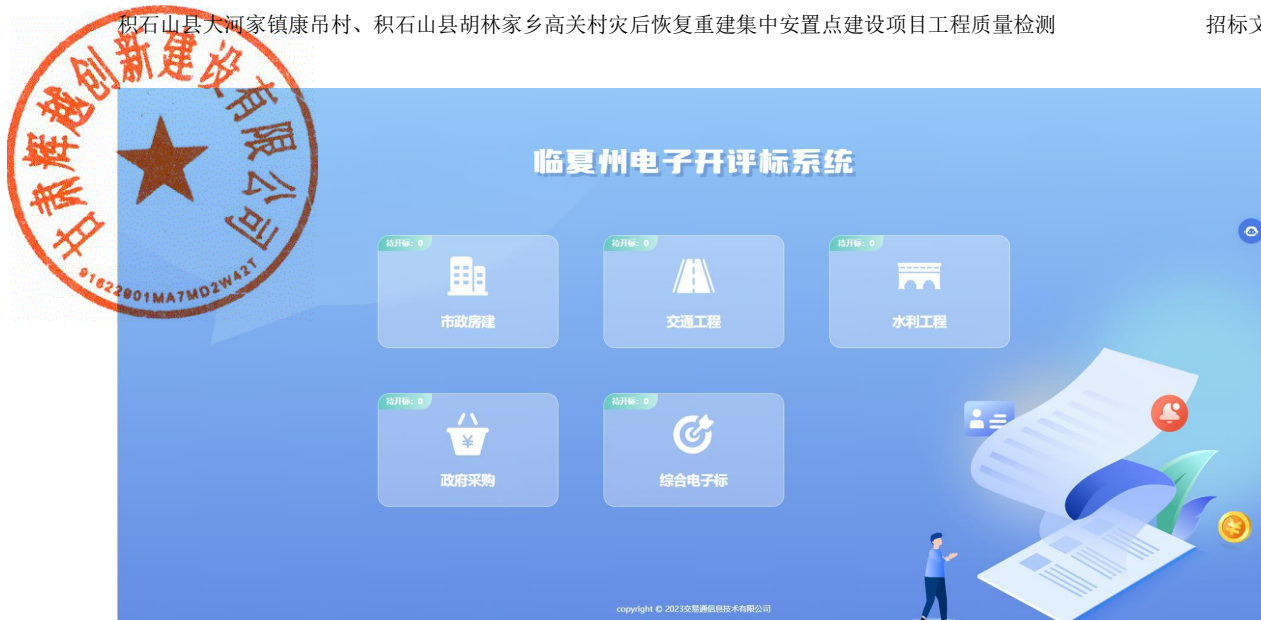 积石山县大河家镇康吊村、积石山县胡林家乡高关村灾后恢复重建集中安置点建设项目工程质量检测 招标文
甘肃辉越创新建设有限公司
91622901MA7MD2W42T
临夏州电子开评标系统
待开标：0
市政房建
待开标：0
交通工程
待开标：0
水利工程
待开标：0
政府采购
待开标：0
综合电子标
copyright © 2023交易通信息技术有限公司